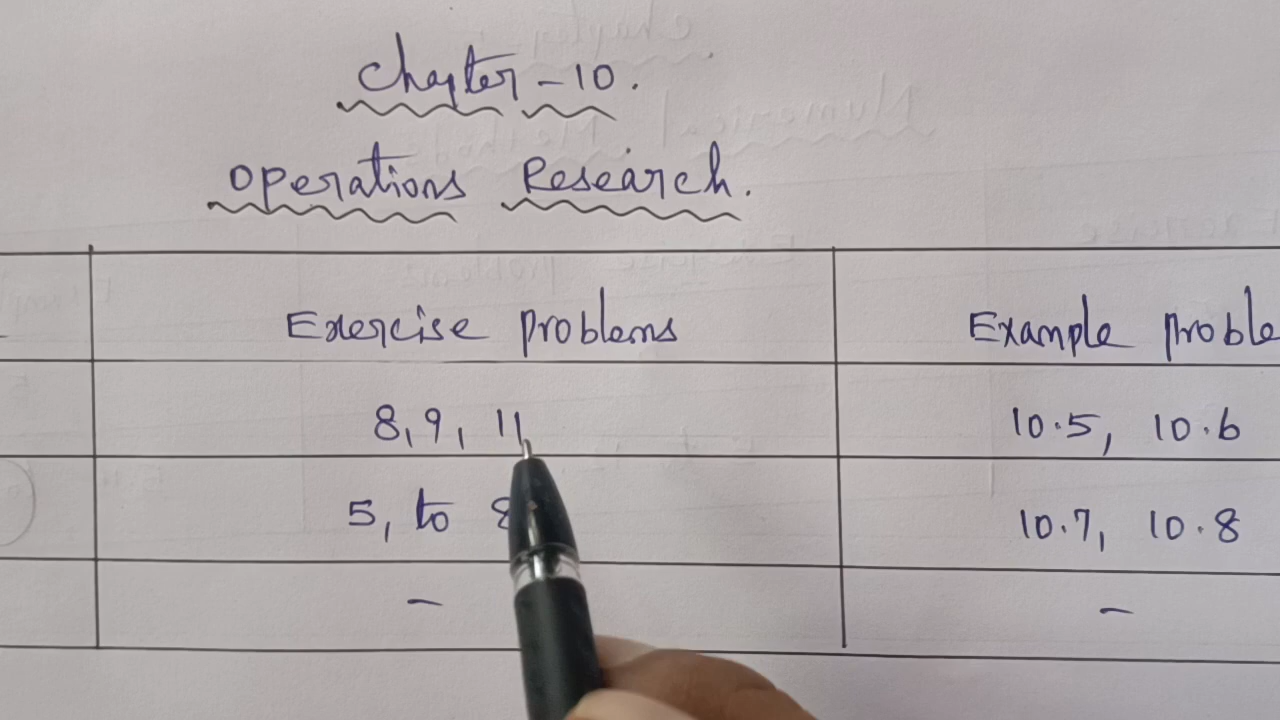 Chapter - 10.
Operations Research.
Exercise Problems Example
8, 9, 11 10.5, 10.6
5, to 8 10.7, 10.8
- -